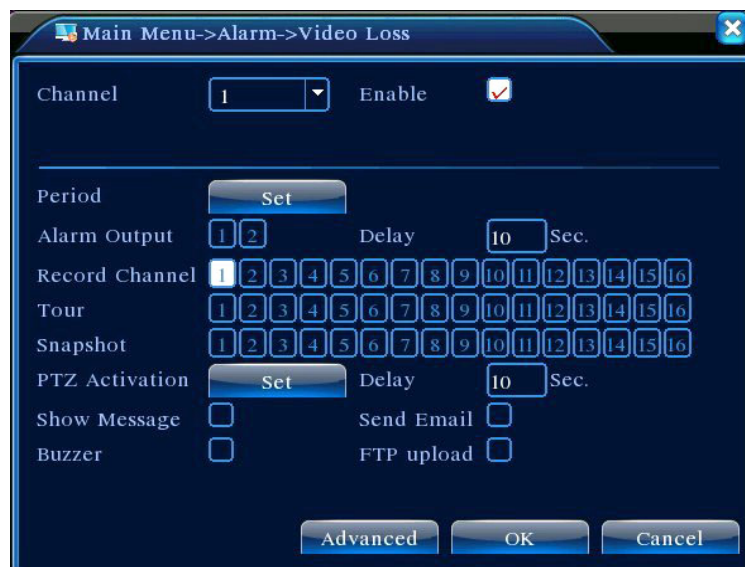 Main Menu->Alarm->Video Loss
Channel 1 Enable
Period Set
Alarm Output 1 2 Delay 10 Sec.
Record Channel 1 2 3 4 5 6 7 8 9 10 11 12 13 14 15 16
Tour 1 2 3 4 5 6 7 8 9 10 11 12 13 14 15 16
Snapshot 1 2 3 4 5 6 7 8 9 10 11 12 13 14 15 16
PTZ Activation Set Delay 10 Sec.
Show Message Send Email
Buzzer FTP upload
Advanced OK Cancel